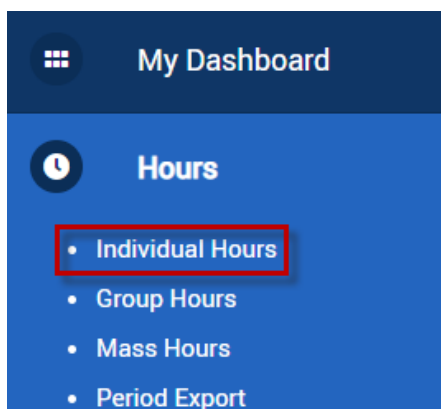 My Dashboard
Hours
Individual Hours
Group Hours
Mass Hours
Period Export